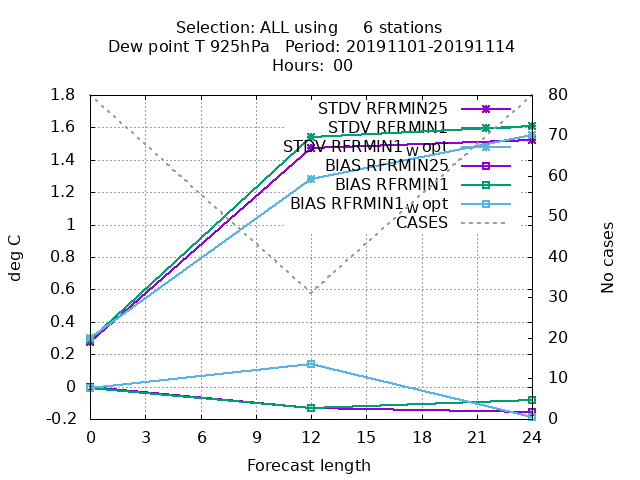 Selection: ALL using 6 stations
Dew point T 925hPa Period: 20191101-20191114
Hours: 00
STDV RFRMIN25
STDV RFRMIN1
STDV RFRMIN1_W opt
BIAS RFRMIN25
BIAS RFRMIN1
BIAS RFRMIN1_W opt
CASES
deg C
1.8
1.6
1.4
1.2
1
0.8
0.6
0.4
0.2
0
-0.2
80
70
60
50
40
30
20
10
0
No cases
0 3 6 9 12 15 18 21 24
Forecast length